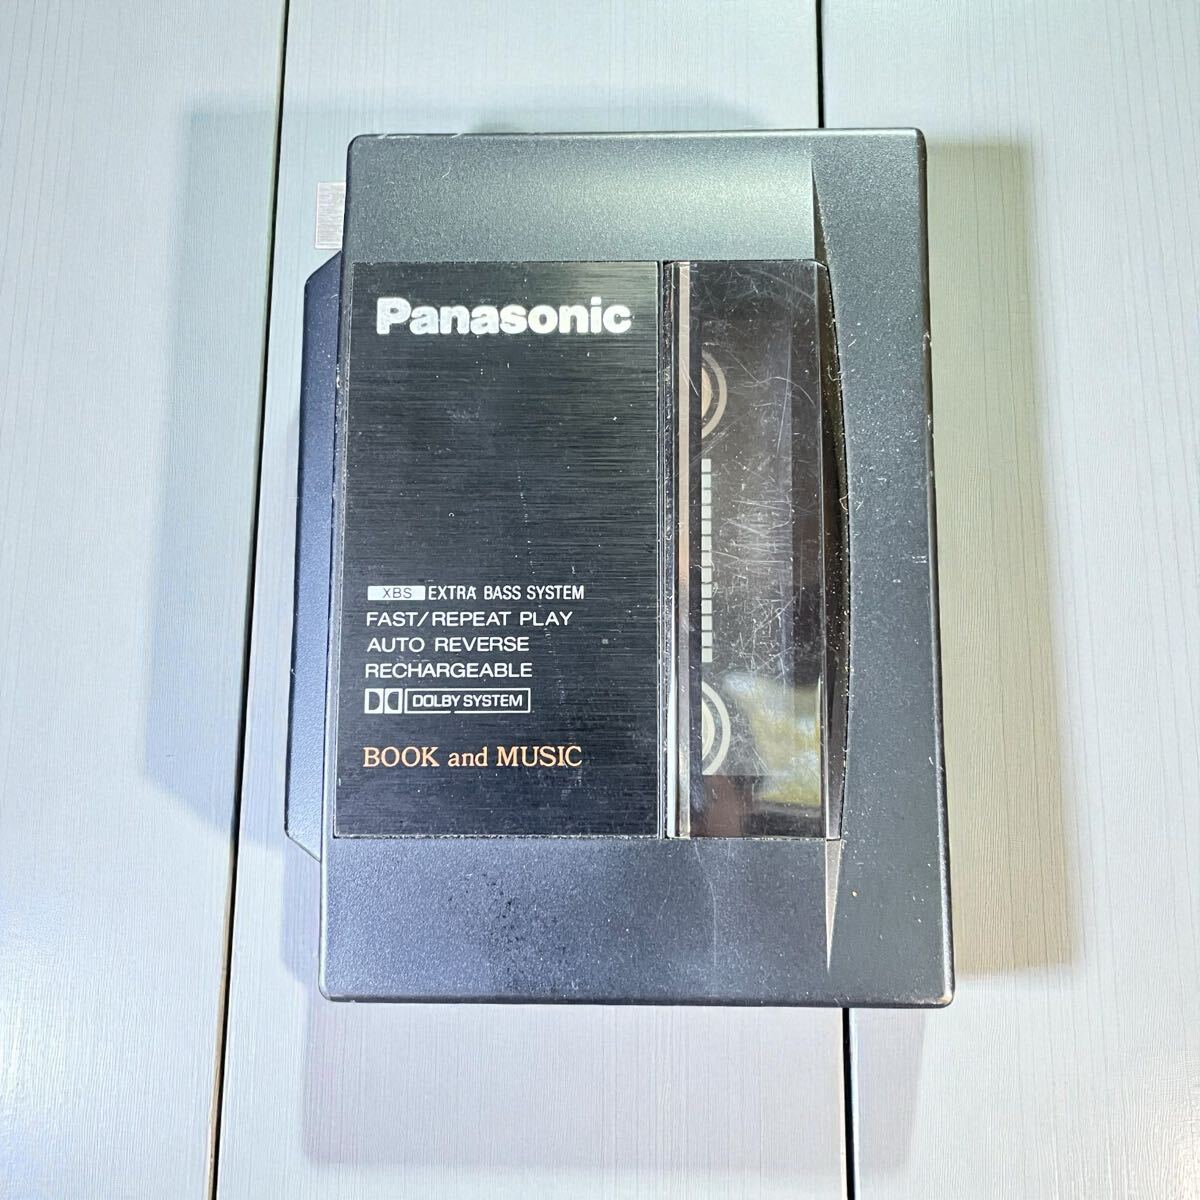 Panasonic
XBS EXTRA BASS SYSTEM
FAST/REPEAT PLAY
AUTO REVERSE
RECHARGEABLE
DOLBY SYSTEM
BOOK and MUSIC